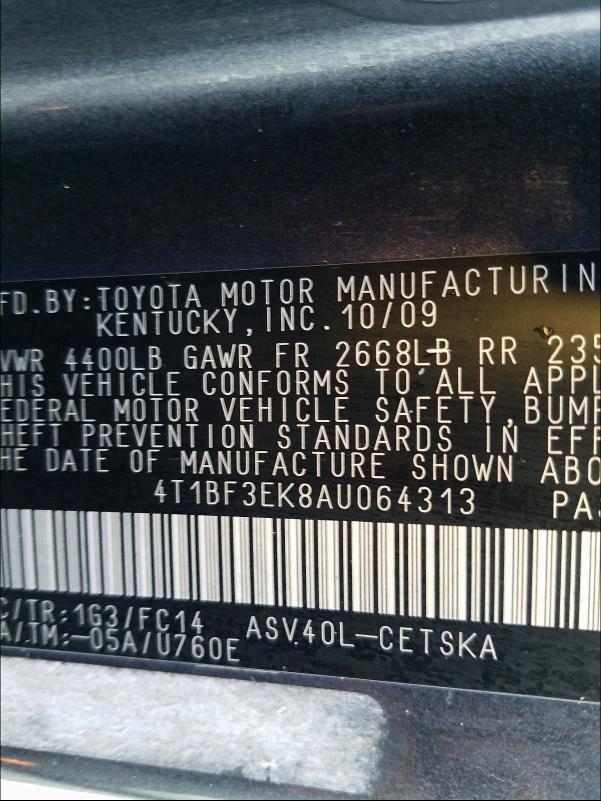 FD.BY:TOYOTA MOTOR MANUFACTURIN
KENTUCKY,INC.10/09
VWR 4400LB GAWR FR 2668LB RR 235
HIS VEHICLE CONFORMS TO ALL APPL
EDERAL MOTOR VEHICLE SAFETY,BUMP
HEFT PREVENTION STANDARDS IN EFF
HE DATE OF MANUFACTURE SHOWN ABO
4T1BF3EK8AU064313 PAS
C/TR:1G3/FC14
ASV40L-CETSKA
A/TM:-05A/U760E